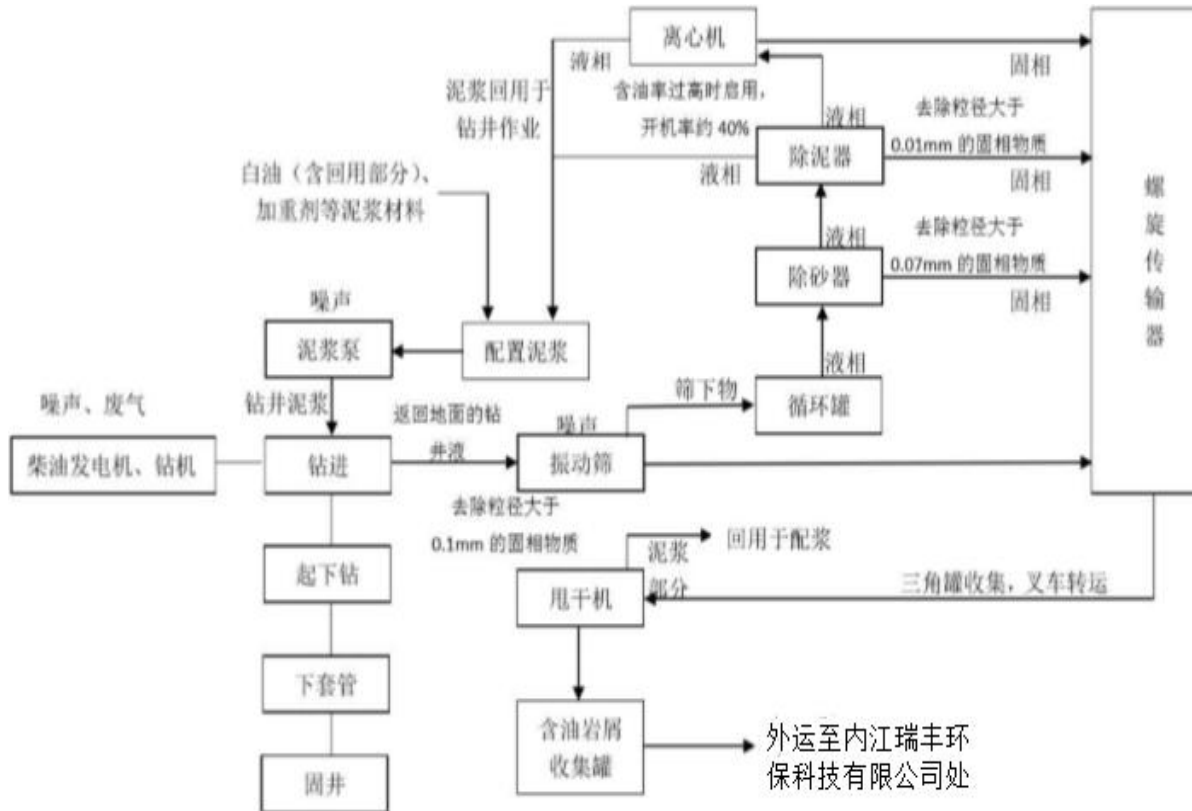 离心机
液相
固相
泥浆回用于
钻井作业
含油率过高时启用，
开机率约 40%
液相
去除粒径大于
0.01mm 的固相物质
除泥器
液相
固相
白油（含回用部分）、
加重剂等泥浆材料
液相
去除粒径大于
0.07mm 的固相物质
除砂器
固相
螺旋传输器
噪声
泥浆泵
配置泥浆
液相
钻井泥浆
筛下物
循环罐
噪声、废气
返回地面的钻
井液
噪声
柴油发电机、钻机
钻进
振动筛
去除粒径大于
0.1mm 的固相物质
泥浆
部分
回用于配浆
起下钻
甩干机
三角罐收集，叉车转运
下套管
含油岩屑
收集罐
外运至内江瑞丰环
保科技有限公司处
固井